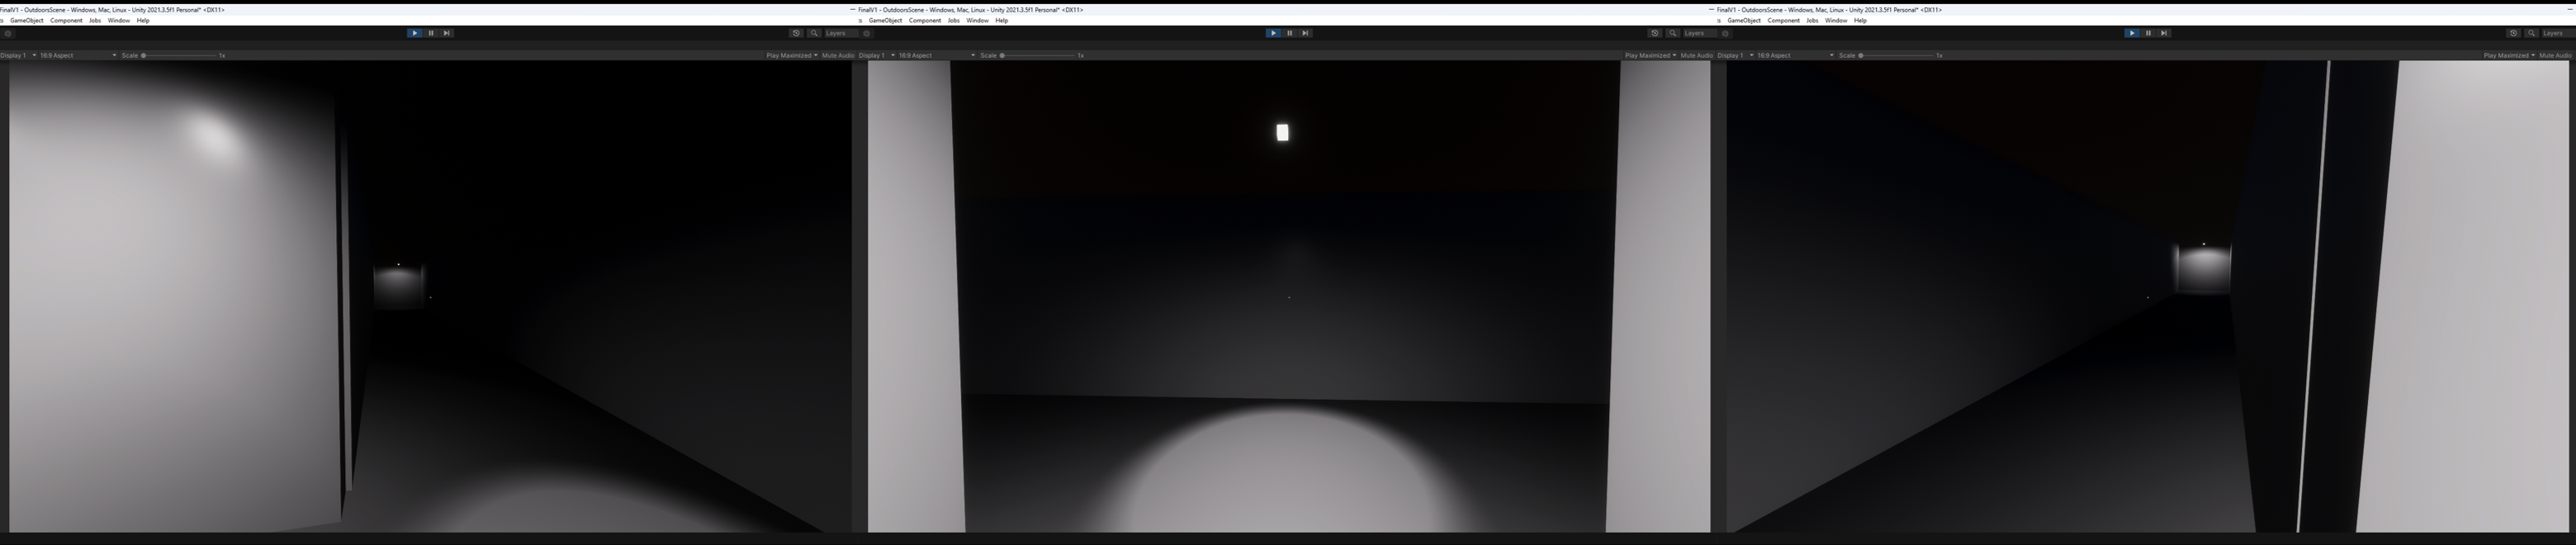 FinalV1 - OutdoorsScene - Windows, Mac, Linux - Unity 2021.3.5f1 Personal* <DX11>
s GameObject Component Jobs Window Help
Layers
Display 1 16:9 Aspect Scale 1x Play Maximized Mute Audio
FinalV1 - OutdoorsScene - Windows, Mac, Linux - Unity 2021.3.5f1 Personal* <DX11>
s GameObject Component Jobs Window Help
Layers
Display 1 16:9 Aspect Scale 1x Play Maximized Mute Audio
FinalV1 - OutdoorsScene - Windows, Mac, Linux - Unity 2021.3.5f1 Personal* <DX11>
s GameObject Component Jobs Window Help
Layers
Display 1 16:9 Aspect Scale 1x Play Maximized Mute Audio